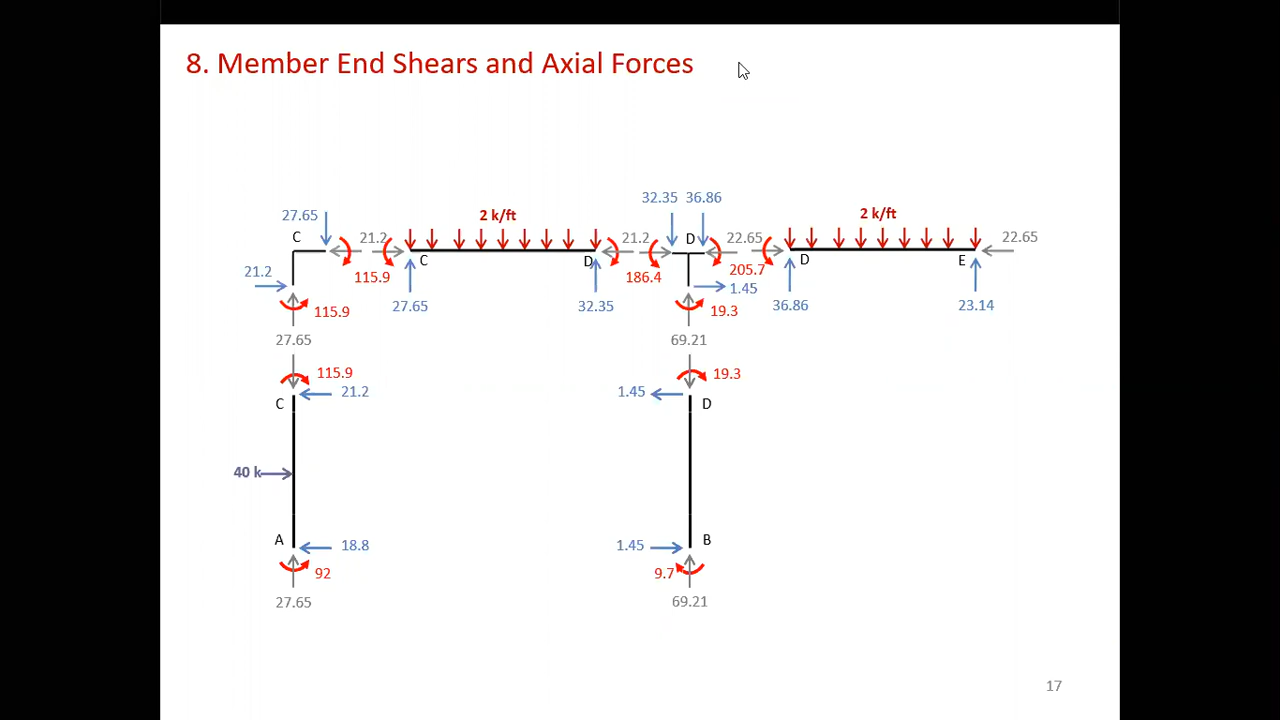 8. Member End Shears and Axial Forces
32.35 36.86
27.65 2 k/ft 2 k/ft
C 21.2 21.2 D 22.65 22.65
C D D E
21.2 115.9 186.4 205.7
1.45
115.9 27.65 32.35 19.3 36.86 23.14
27.65 69.21
115.9 19.3
21.2 1.45
C D
40 k
A B
18.8 1.45
92 9.7
27.65 69.21
17